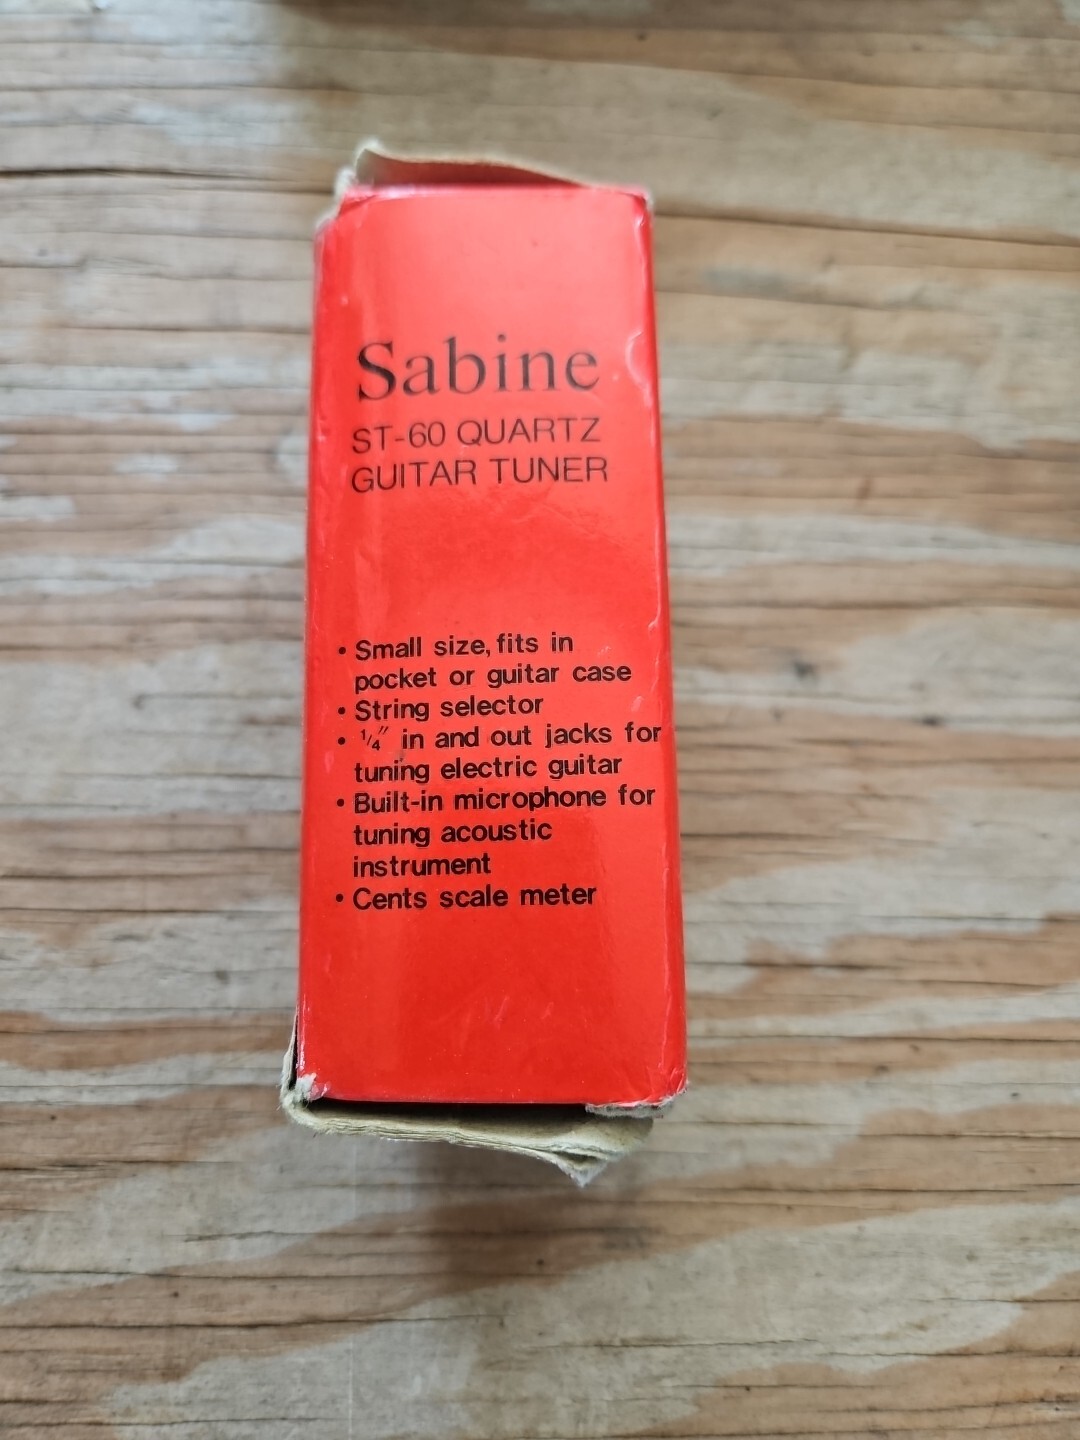 Sabine
ST-60 QUARTZ
GUITAR TUNER
• Small size, fits in
pocket or guitar case
• String selector
• ¼″ in and out jacks for
tuning electric guitar
• Built-in microphone for
tuning acoustic
instrument
• Cents scale meter